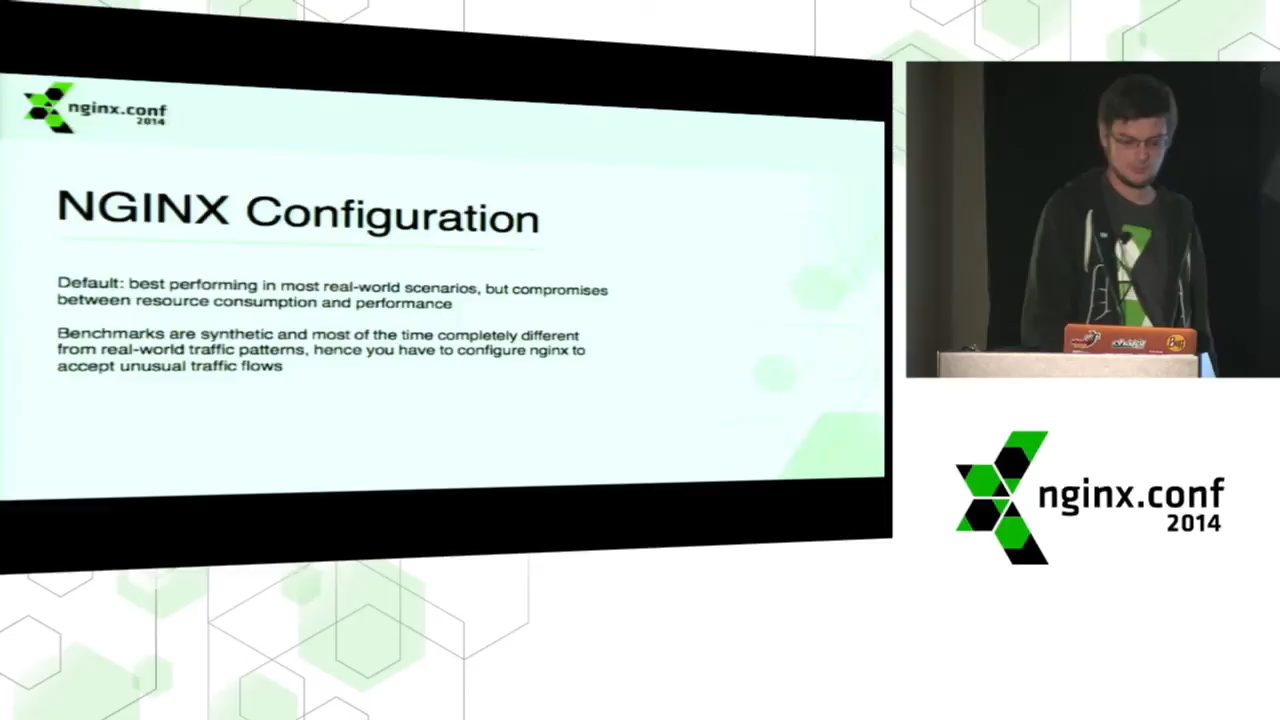 nginx.conf
2014
NGINX Configuration
Default: best performing in most real-world scenarios, but compromises
between resource consumption and performance
Benchmarks are synthetic and most of the time completely different
from real-world traffic patterns, hence you have to configure nginx to
accept unusual traffic flows
nginx.conf
2014